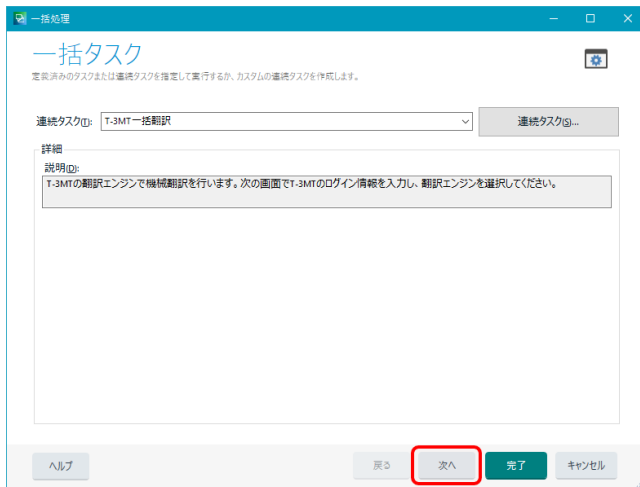 一括処理
一括タスク
定義済みのタスクまたは連続タスクを指定して実行するか、カスタムの連続タスクを作成します。
連続タスク(T): T-3MT一括翻訳 連続タスク(S)...
詳細
説明(D):
T-3MTの翻訳エンジンで機械翻訳を行います。次の画面でT-3MTのログイン情報を入力し、翻訳エンジンを選択してください。
ヘルプ 戻る 次へ 完了 キャンセル